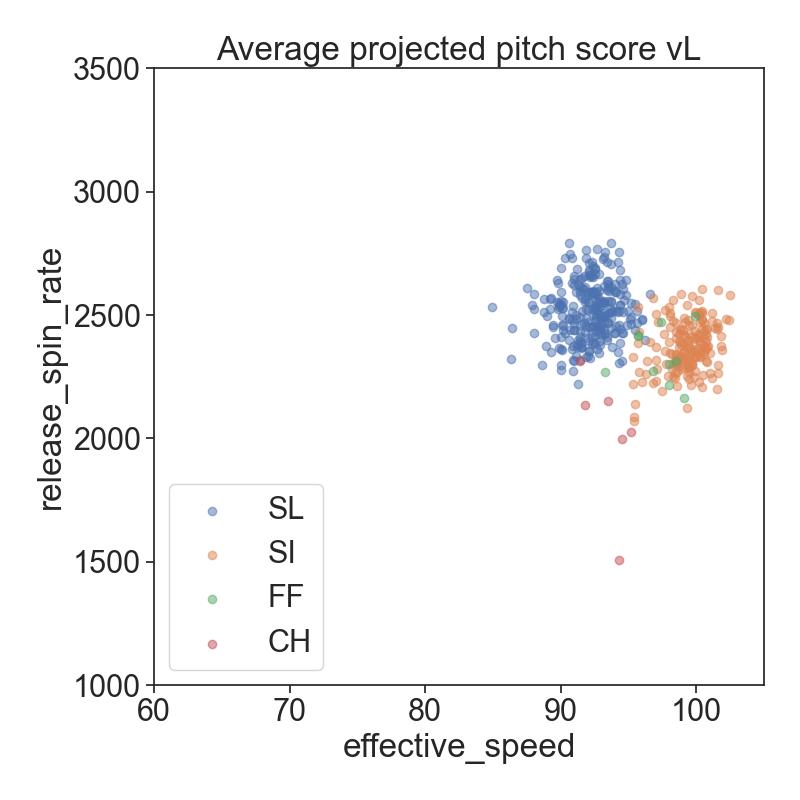 Average projected pitch score vL
3500
3000
2500
2000
1500
1000
release_spin_rate
SL
SI
FF
CH
60 70 80 90 100
effective_speed